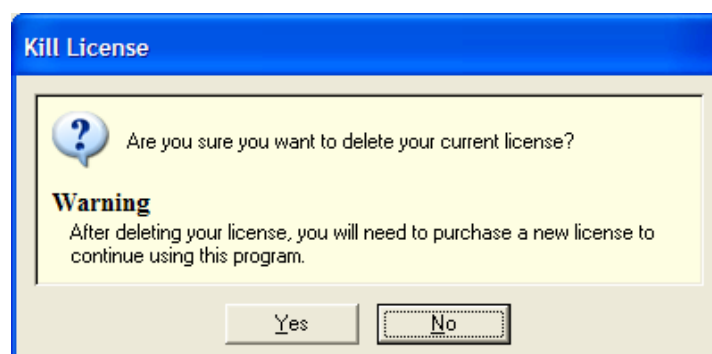 Kill License
Are you sure you want to delete your current license?
Warning
After deleting your license, you will need to purchase a new license to
continue using this program.
Yes No